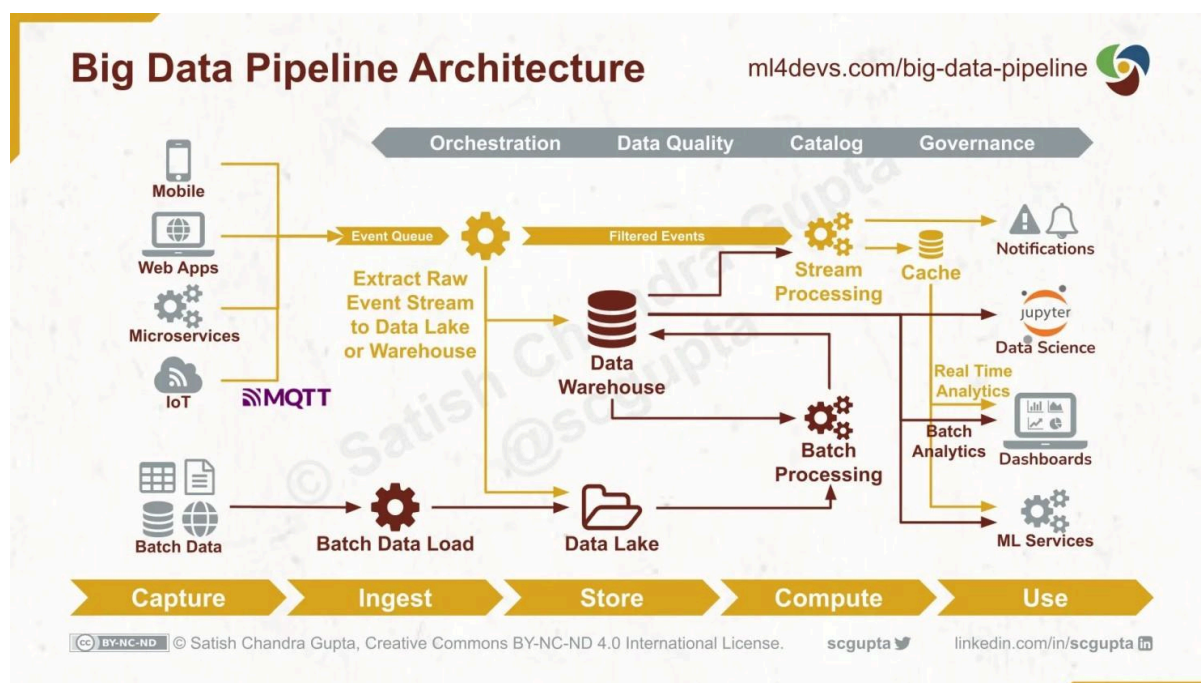 Big Data Pipeline Architecture
ml4devs.com/big-data-pipeline
Orchestration Data Quality Catalog Governance
Mobile
Web Apps
Microservices
IoT
MQTT
Batch Data
Event Queue
Extract Raw
Event Stream
to Data Lake
or Warehouse
Filtered Events
Batch Data Load
Data
Warehouse
Data Lake
Stream
Processing
Cache
Batch
Processing
Notifications
jupyter
Data Science
Real Time
Analytics
Batch
Analytics
Dashboards
ML Services
Capture Ingest Store Compute Use
© Satish Chandra Gupta
@scgupta
cc BY-NC-ND © Satish Chandra Gupta, Creative Commons BY-NC-ND 4.0 International License. scgupta linkedin.com/in/scgupta in